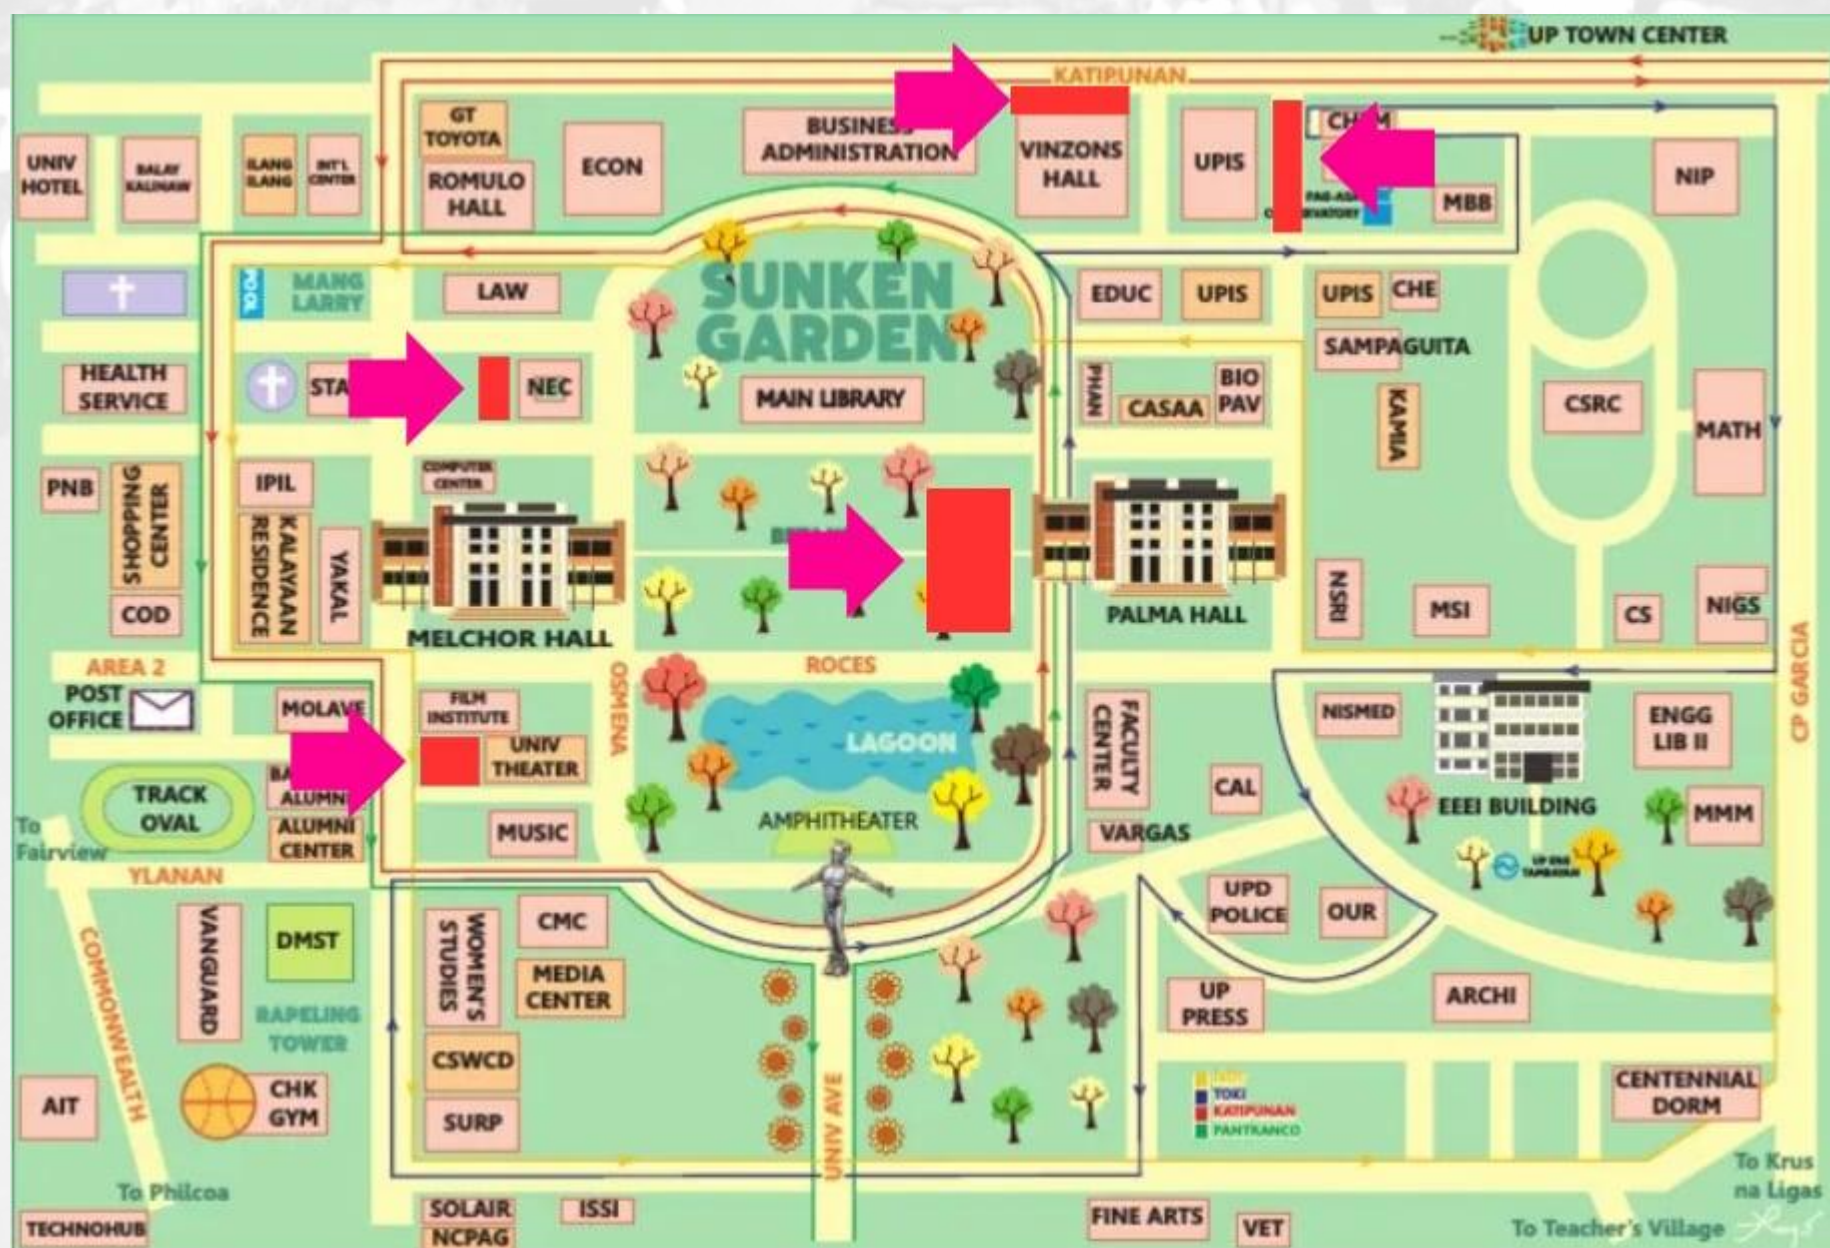 UP TOWN CENTER
KATIPUNAN
GT
TOYOTA
BUSINESS
ADMINISTRATION
UNIV
HOTEL
BALAY
KALINAW
ILANG
ILANG
INT'L
CENTER
ROMULO
HALL
ECON
VINZONS
HALL
UPIS
NIP
MBB
POOL
MANG
LARRY
LAW
SUNKEN
GARDEN
EDUC
UPIS
UPIS
CHE
SAMPAGUITA
HEALTH
SERVICE
STA
NEC
MAIN LIBRARY
PHAN
CASAA
BIO
PAV
KAMIA
CSRC
MATH
PNB
SHOPPING
CENTER
IPIL
COMPUTER
CENTER
COD
KALAYAAN
RESIDENCE
YAKAL
MELCHOR HALL
PALMA HALL
NSRI
MSI
CS
NIGS
AREA 2
ROCES
OSMENA
CP GARCIA
POST
OFFICE
MOLAVE
FILM
INSTITUTE
UNIV
THEATER
LAGOON
FACULTY
CENTER
NISMED
ENGG
LIB II
TRACK
OVAL
ALUMNI
CENTER
MUSIC
AMPHITHEATER
CAL
VARGAS
EEEI BUILDING
MMM
To
Fairview
YLANAN
UP EEE
TAMBAYAN
COMMONWEALTH
VANGUARD
DMST
WOMEN'S
STUDIES
CMC
UPD
POLICE
OUR
MEDIA
CENTER
RAPELING
TOWER
UP
PRESS
ARCHI
CSWCD
AIT
CHK
GYM
SURP
UNIV AVE
TOKI
KATIPUNAN
PANTRANCO
CENTENNIAL
DORM
To Philcoa
To Krus
na Ligas
TECHNOHUB
SOLAIR
NCPAG
ISSI
FINE ARTS
VET
To Teacher's Village